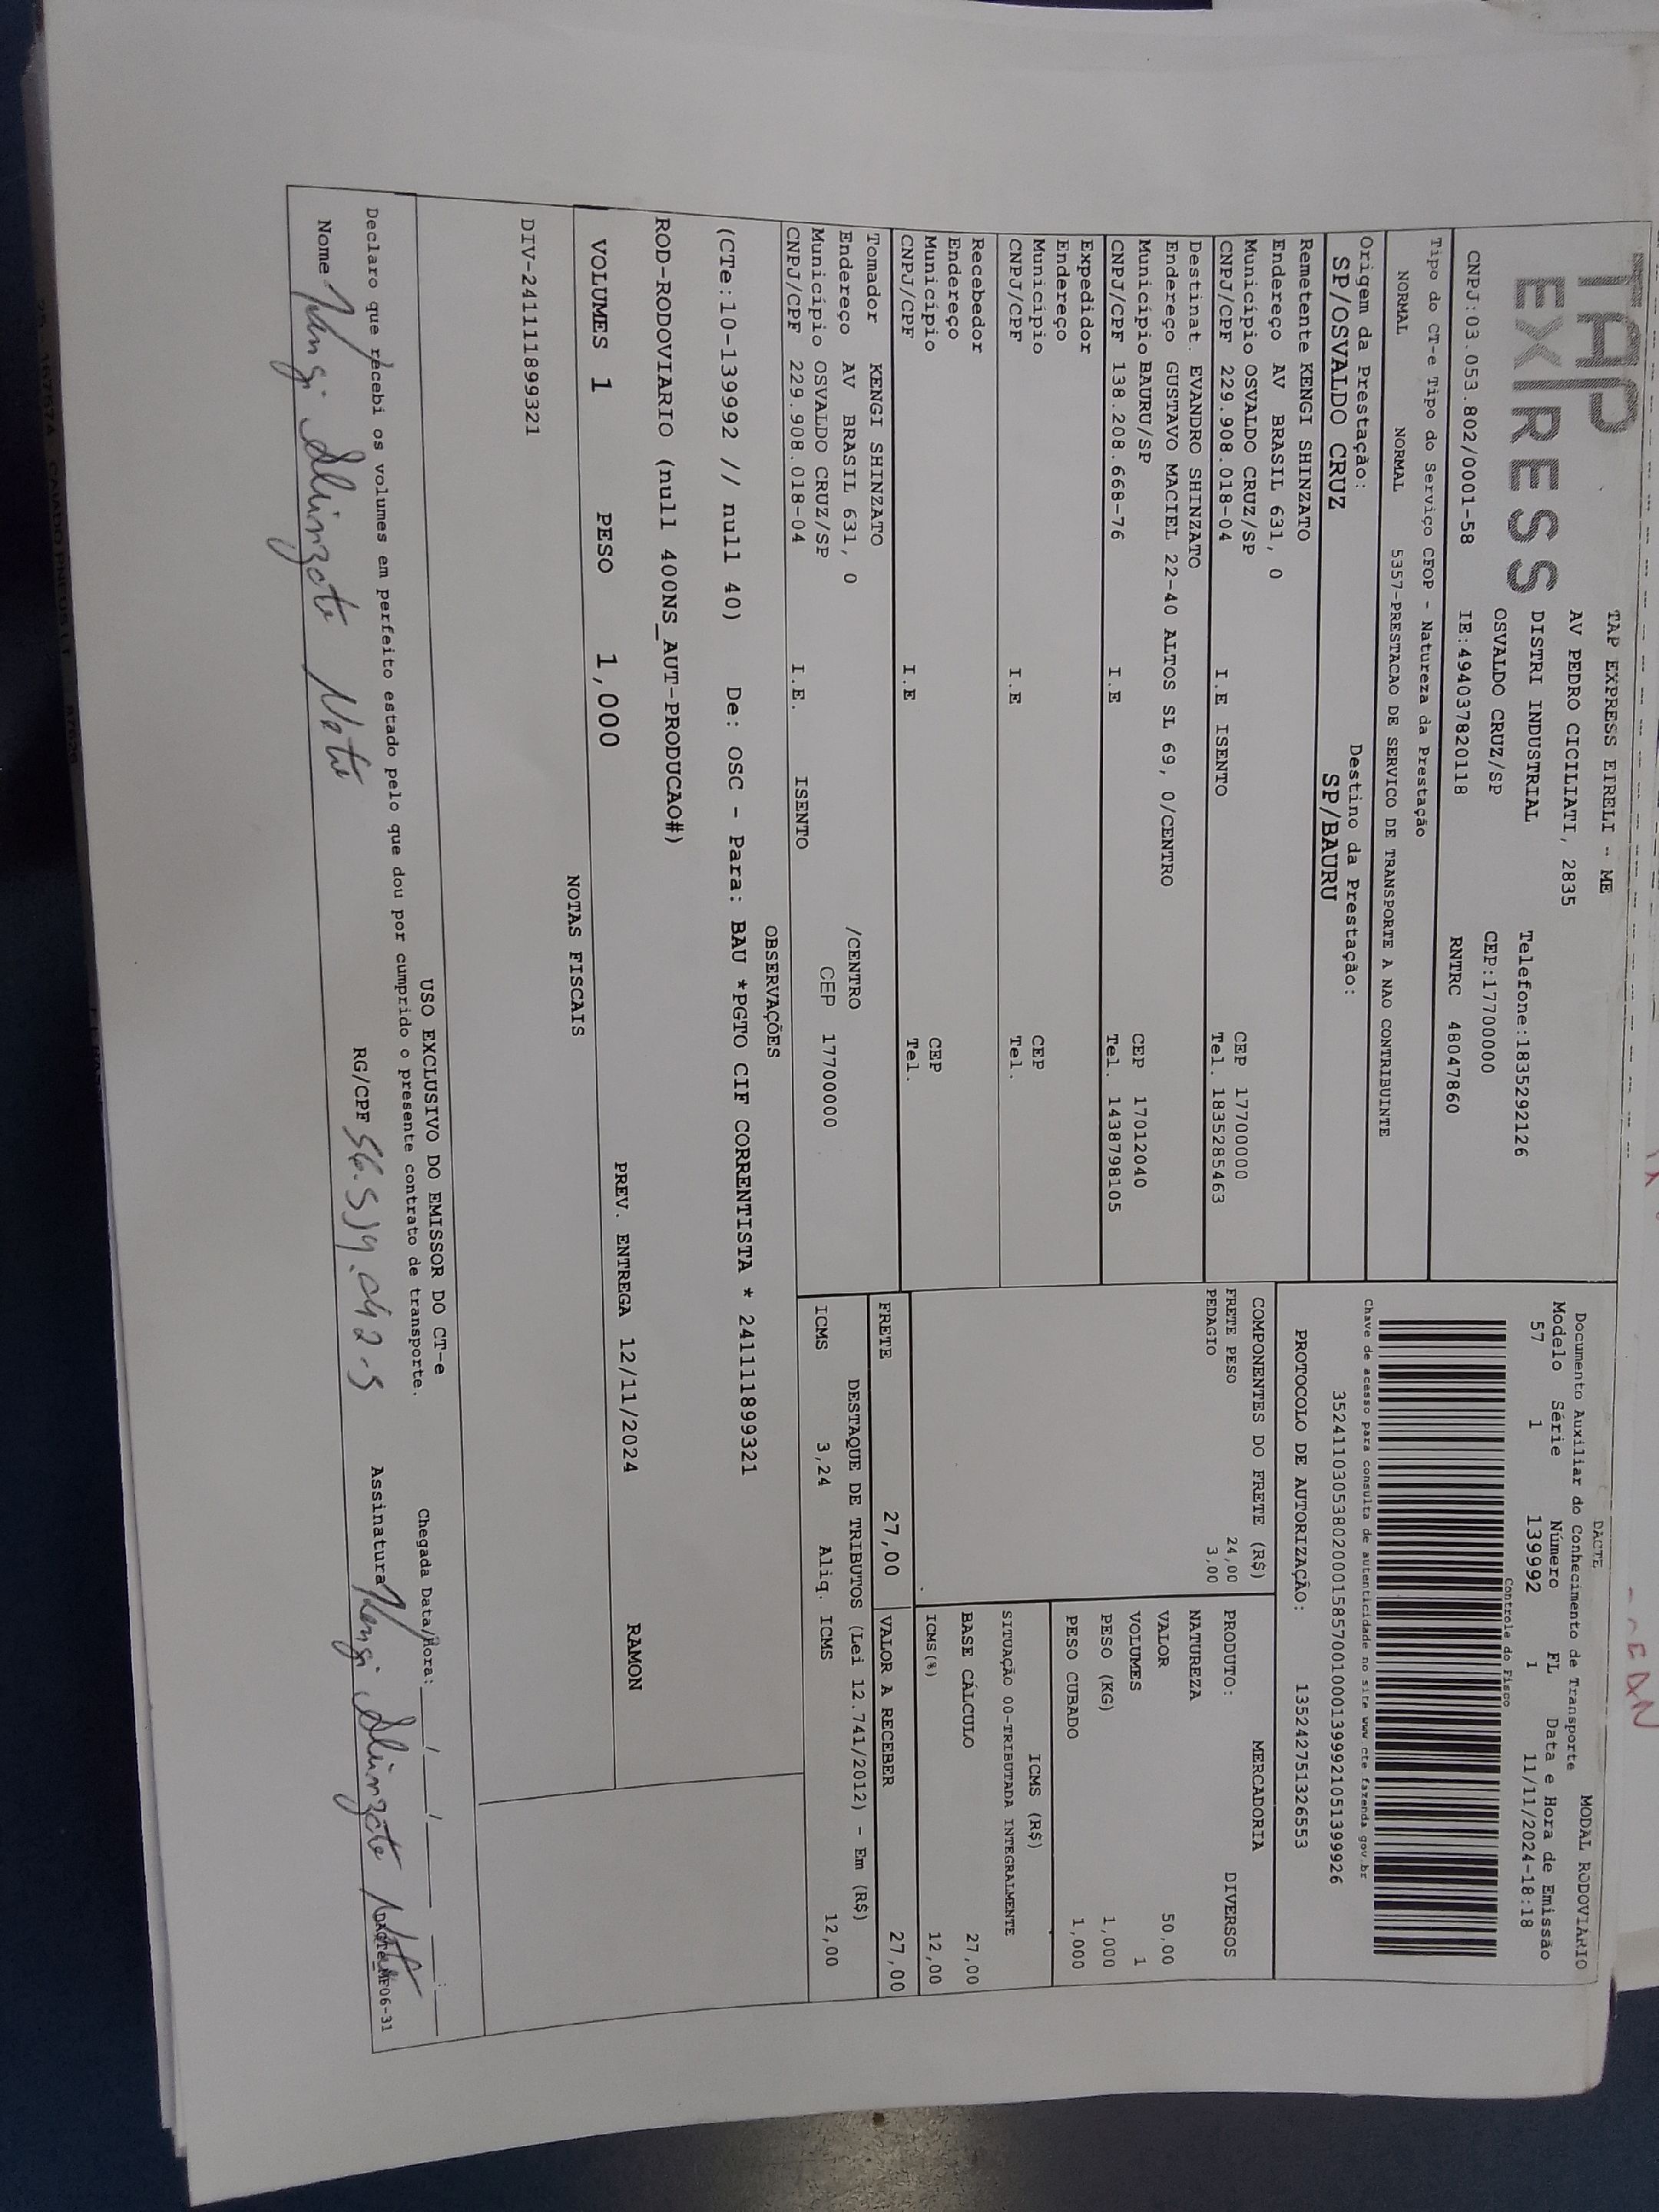 TAP
EXPRESS
TAP EXPRESS EIRELI - ME
AV PEDRO CICILIATI, 2835
DISTRI INDUSTRIAL Telefone:1835292126
OSVALDO CRUZ/SP CEP:17700000
CNPJ:03.053.802/0001-58 IE:494037820118 RNTRC 48047860
DACTE MODAL RODOVIÁRIO
Documento Auxiliar do Conhecimento de Transporte
Modelo Série Número FL Data e Hora de Emissão
57 1 139992 1 11/11/2024-18:18
Controle do Fisco
Chave de acesso para consulta de autenticidade no site www.cte.fazenda.gov.br
35241103053802000158570010001399921051399926
PROTOCOLO DE AUTORIZAÇÃO: 135242751326553
Tipo do CT-e Tipo do Serviço CFOP - Natureza da Prestação
NORMAL NORMAL 5357-PRESTACAO DE SERVICO DE TRANSPORTE A NAO CONTRIBUINTE
Origem da Prestação: Destino da Prestação:
SP/OSVALDO CRUZ SP/BAURU
Remetente KENGI SHINZATO
Endereço AV BRASIL 631, 0
Município OSVALDO CRUZ/SP CEP 17700000
CNPJ/CPF 229.908.018-04 I.E ISENTO Tel. 1835285463
Destinat. EVANDRO SHINZATO
Endereço GUSTAVO MACIEL 22-40 ALTOS SL 69, 0/CENTRO
Município BAURU/SP CEP 17012040
CNPJ/CPF 138.208.668-76 I.E Tel. 1438798105
Expedidor
Endereço
Município CEP
CNPJ/CPF I.E Tel.
Recebedor
Endereço
Município CEP
CNPJ/CPF I.E Tel.
Tomador KENGI SHINZATO
Endereço AV BRASIL 631, 0 /CENTRO
Município OSVALDO CRUZ/SP CEP 17700000
CNPJ/CPF 229.908.018-04 I.E. ISENTO
COMPONENTES DO FRETE (R$)
FRETE PESO 24,00
PEDAGIO 3,00
MERCADORIA
PRODUTO: DIVERSOS
NATUREZA
VALOR 50,00
VOLUMES 1
PESO (KG) 1,000
PESO CUBADO 1,000
ICMS (R$)
SITUAÇÃO 00-TRIBUTADA INTEGRALMENTE
BASE CÁLCULO 27,00
ICMS(%) 12,00
FRETE 27,00 VALOR A RECEBER 27,00
DESTAQUE DE TRIBUTOS (Lei 12.741/2012) - Em (R$)
ICMS 3,24 Aliq. ICMS 12,00
OBSERVAÇÕES
(CTe:10-139992 // null 40) De: OSC - Para: BAU *PGTO CIF CORRENTISTA * 241111899321
ROD-RODOVIARIO (null 400NS_AUT-PRODUCAO#)
VOLUMES 1 PESO 1,000 PREV. ENTREGA 12/11/2024 RAMON
NOTAS FISCAIS
DIV-241111899321
USO EXCLUSIVO DO EMISSOR DO CT-e
Declaro que recebi os volumes em perfeito estado pelo que dou por cumprido o presente contrato de transporte.
Chegada Data/Hora: __/__/__ __:__
Nome Kengi Shinzato Neto RG/CPF Assinatura Kengi Shinzato Neto